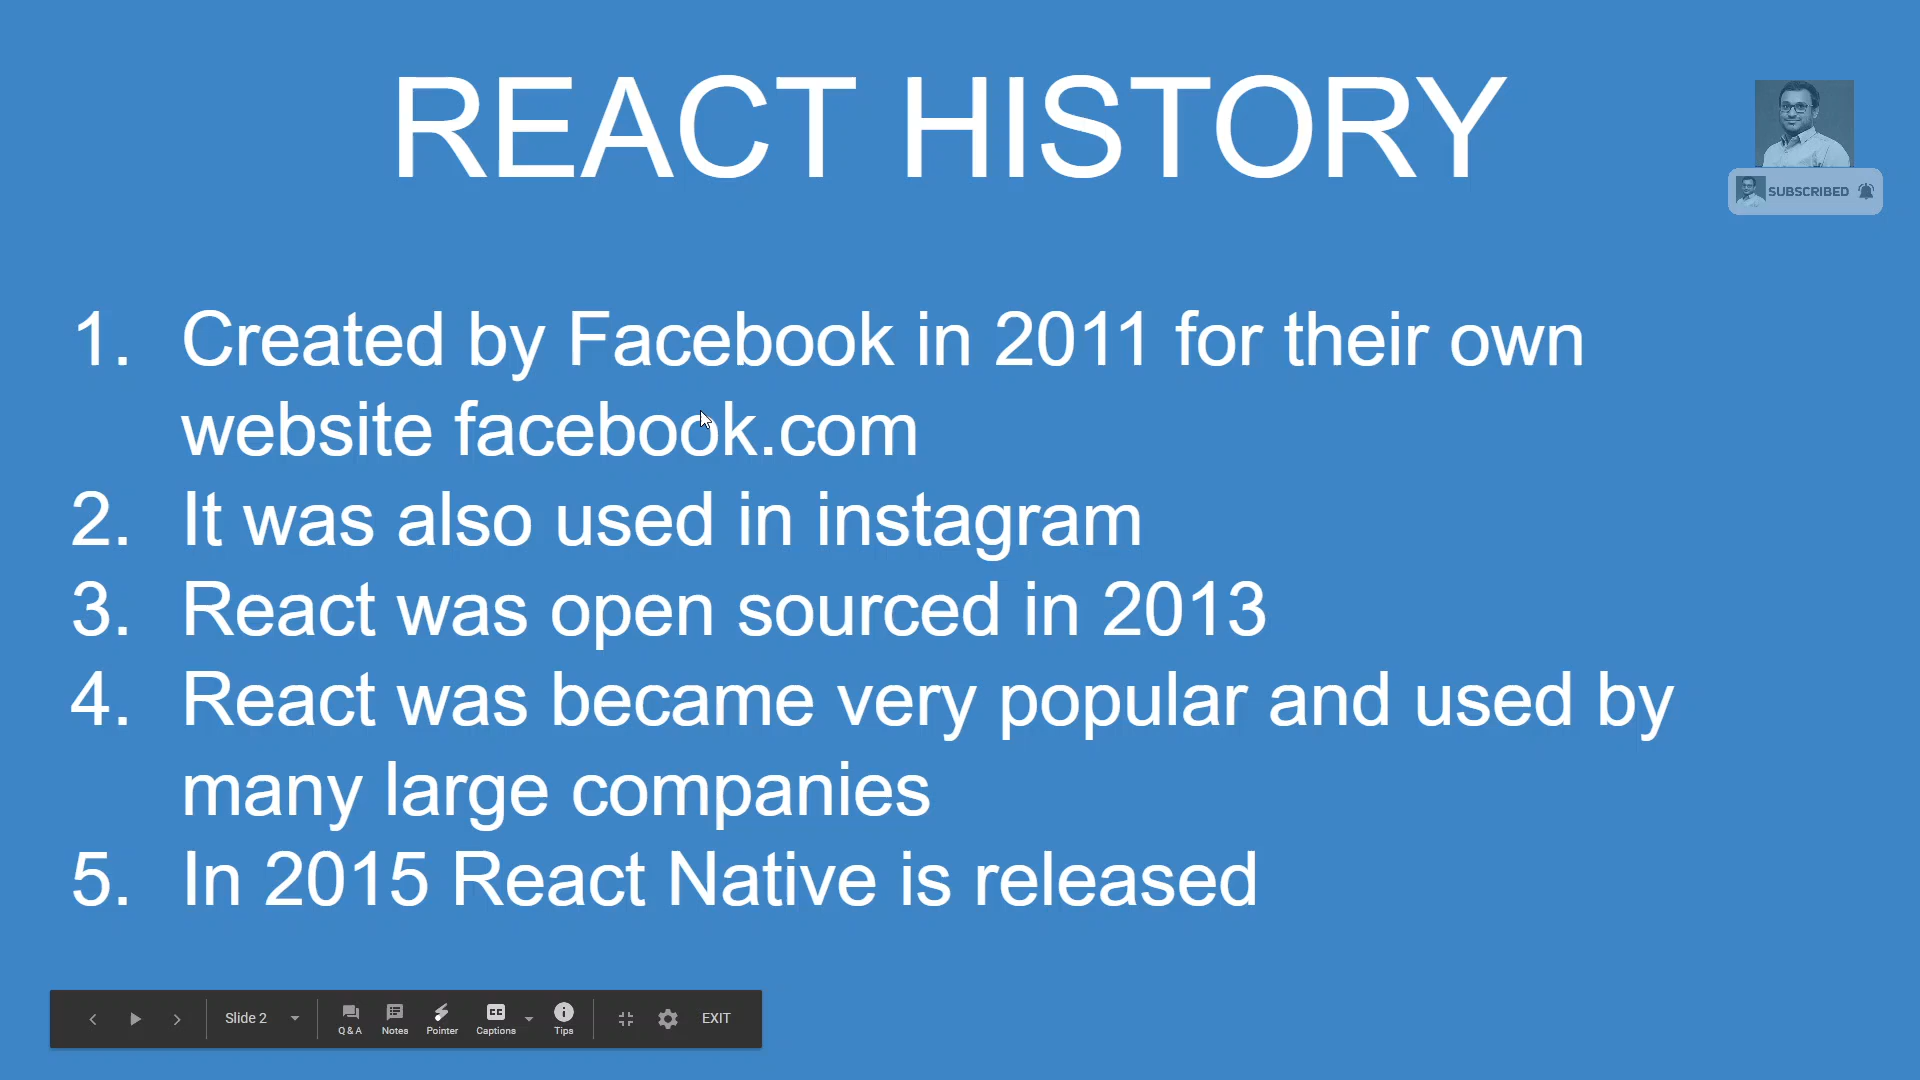 REACT HISTORY
SUBSCRIBED
1. Created by Facebook in 2011 for their own
website facebook.com
2. It was also used in instagram
3. React was open sourced in 2013
4. React was became very popular and used by
many large companies
5. In 2015 React Native is released
Slide 2
Q & A
Notes
Pointer
CC
Captions
Tips
EXIT